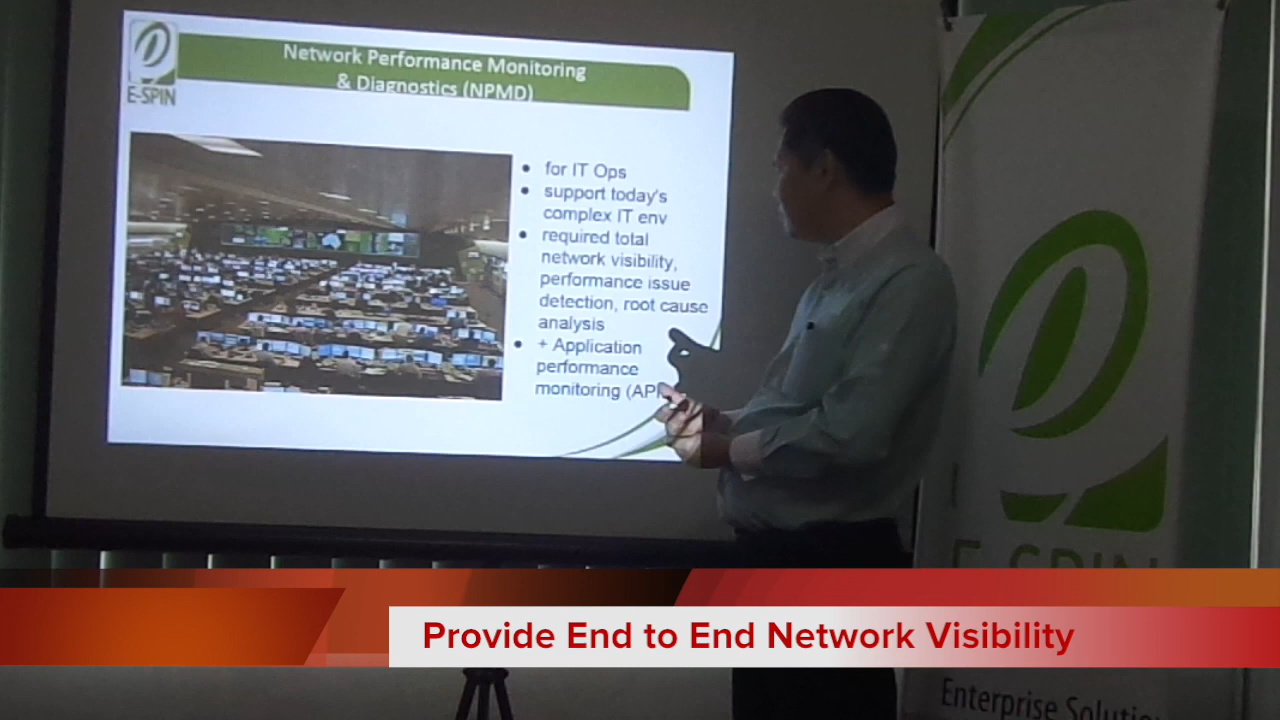 Network Performance Monitoring
& Diagnostics (NPMD)
E-SPIN
• for IT Ops
• support today's
complex IT env
• required total
network visibility,
performance issue
detection, root cause
analysis
• + Application
performance
monitoring
E-SPIN
Provide End to End Network Visibility
Enterprise